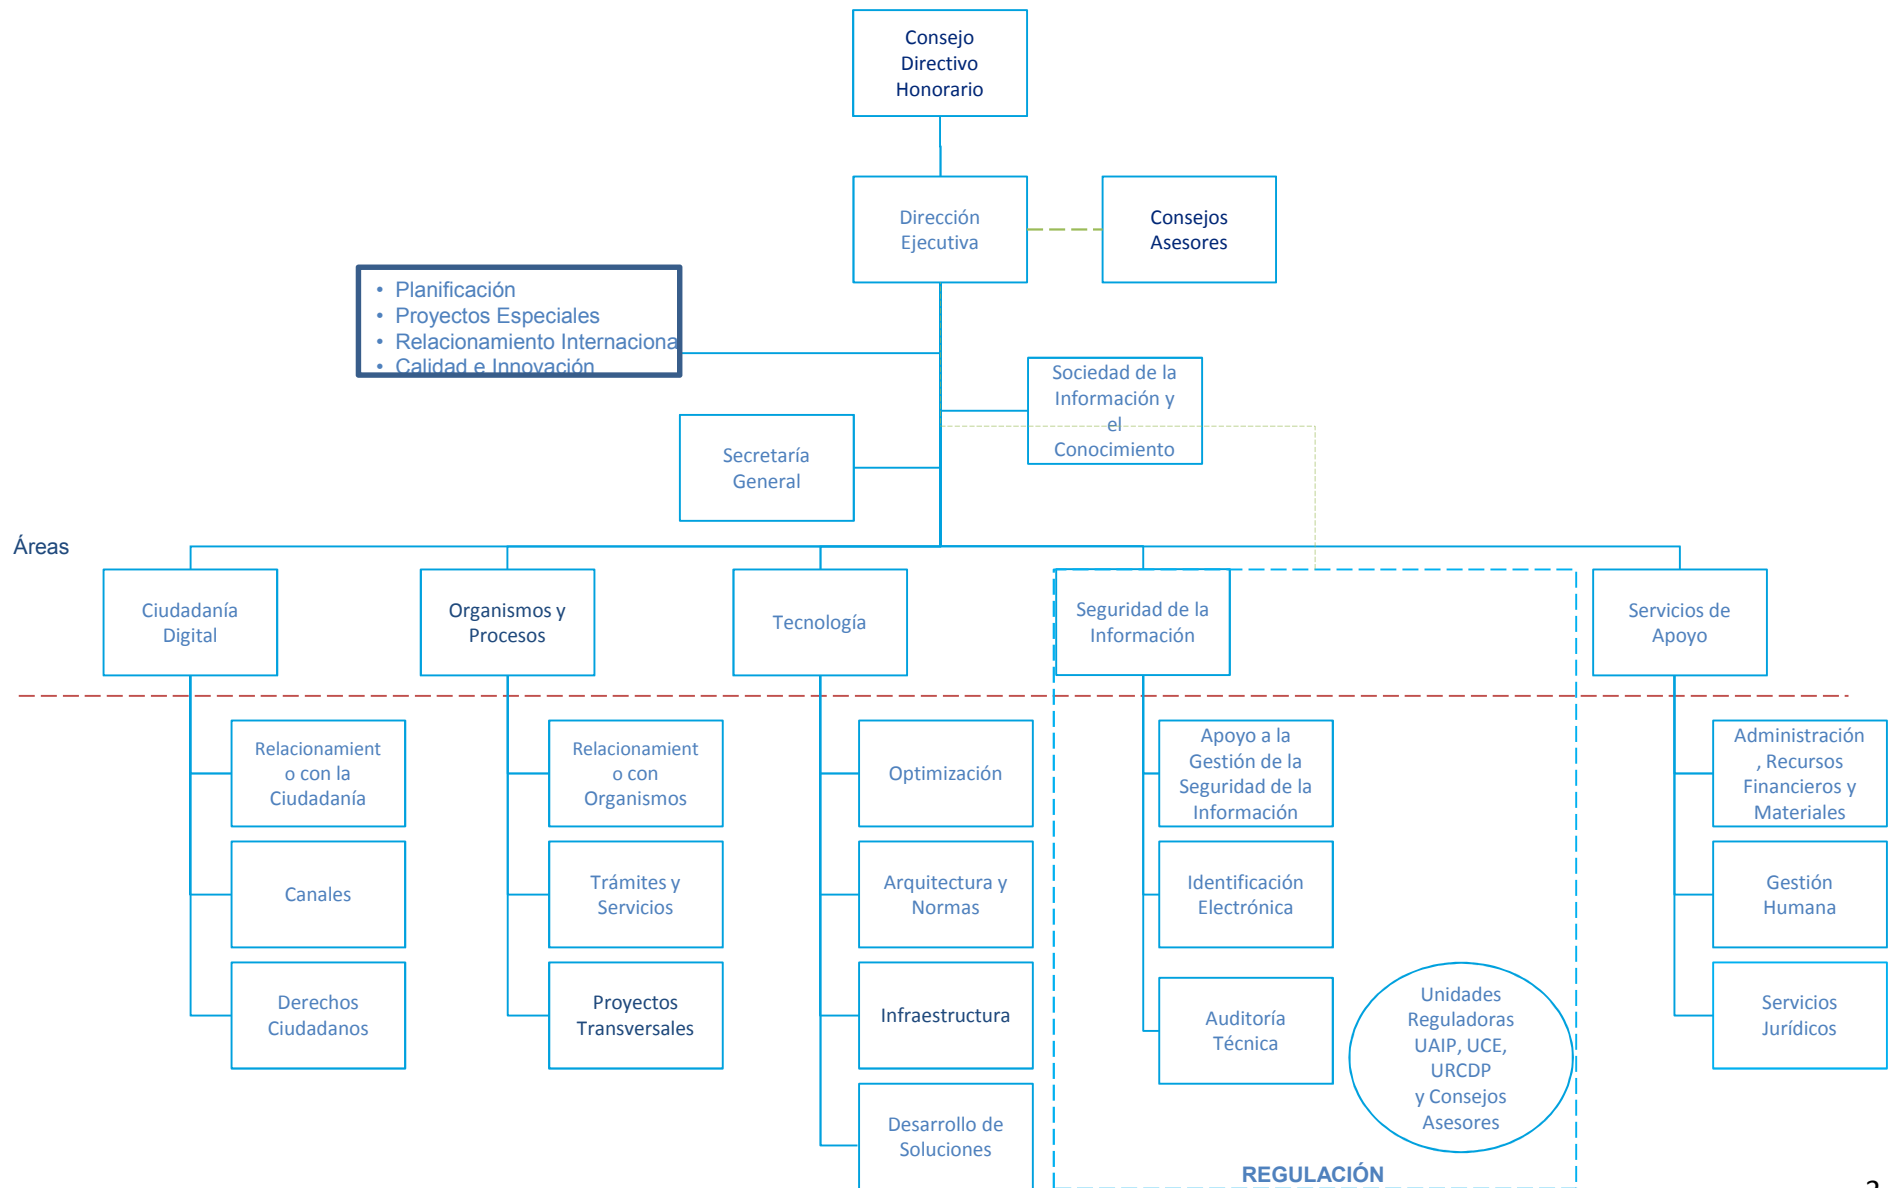 Consejo
Directivo
Honorario
Dirección
Ejecutiva
Consejos
Asesores
• Planificación
• Proyectos Especiales
• Relacionamiento Internaciona
• Calidad e Innovación
Sociedad de la
Información y
el
Conocimiento
Secretaría
General
Áreas
Ciudadanía
Digital
Organismos y
Procesos
Tecnología
Seguridad de la
Información
Servicios de
Apoyo
Relacionamient
o con la
Ciudadanía
Canales
Derechos
Ciudadanos
Relacionamient
o con
Organismos
Trámites y
Servicios
Proyectos
Transversales
Optimización
Arquitectura y
Normas
Infraestructura
Desarrollo de
Soluciones
Apoyo a la
Gestión de la
Seguridad de la
Información
Identificación
Electrónica
Auditoría
Técnica
Unidades
Reguladoras
UAIP, UCE,
URCDP
y Consejos
Asesores
REGULACIÓN
Administración
, Recursos
Financieros y
Materiales
Gestión
Humana
Servicios
Jurídicos